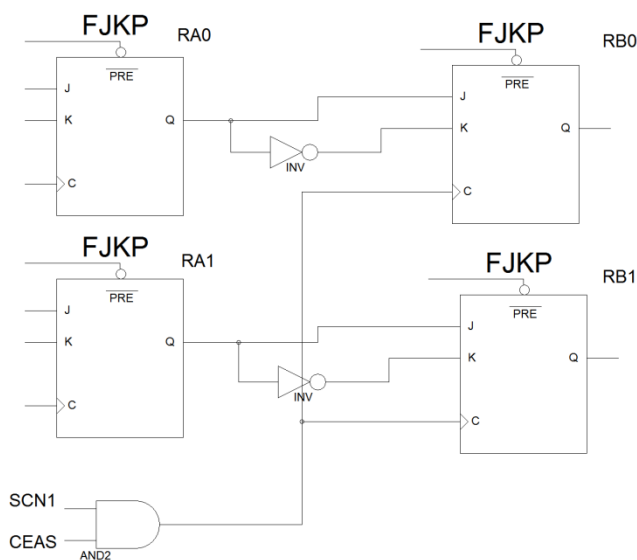 FJKP RA0
PRE
J
K
Q
C
FJKP RB0
PRE
J
K
Q
C
INV
FJKP RA1
PRE
J
K
Q
C
FJKP RB1
PRE
J
K
Q
C
INV
SCN1
CEAS
AND2